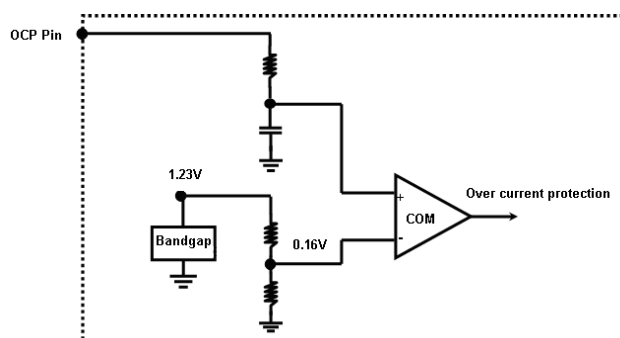 OCP Pin
1.23V
Over current protection
+
COM
Bandgap
0.16V
-